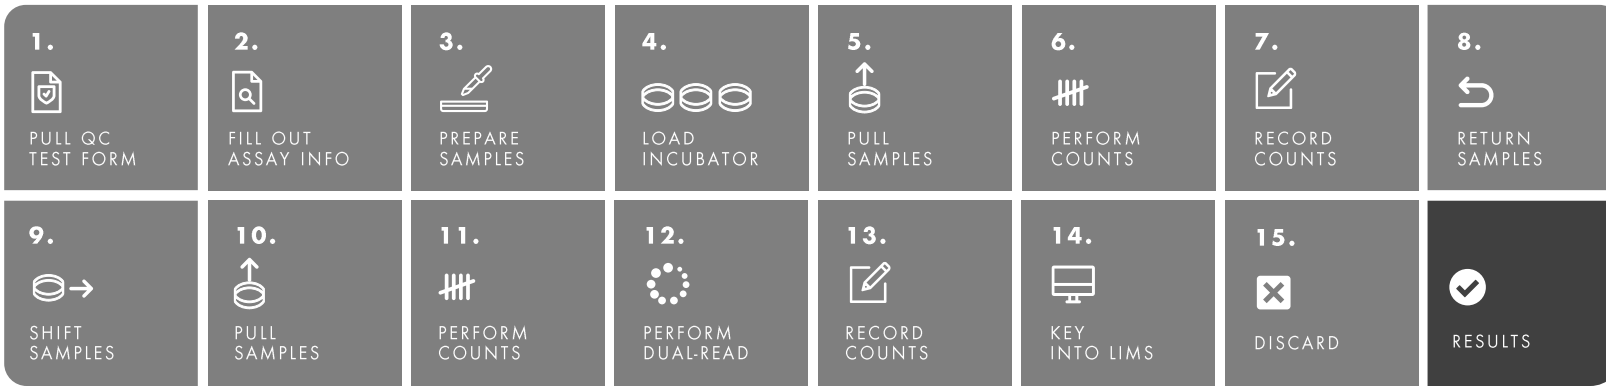 1.
PULL QC
TEST FORM
2.
FILL OUT
ASSAY INFO
3.
PREPARE
SAMPLES
4.
LOAD
INCUBATOR
5.
PULL
SAMPLES
6.
PERFORM
COUNTS
7.
RECORD
COUNTS
8.
RETURN
SAMPLES
9.
SHIFT
SAMPLES
10.
PULL
SAMPLES
11.
PERFORM
COUNTS
12.
PERFORM
DUAL-READ
13.
RECORD
COUNTS
14.
KEY
INTO LIMS
15.
DISCARD
RESULTS